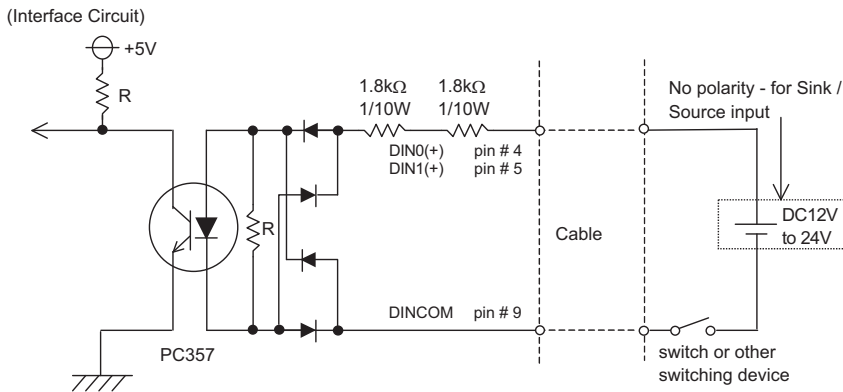 (Interface Circuit)
+5V
R
1.8kΩ 1.8kΩ
1/10W 1/10W
No polarity - for Sink /
Source input
DIN0(+) pin # 4
DIN1(+) pin # 5
R
DC12V
to 24V
Cable
DINCOM pin # 9
PC357
switch or other
switching device